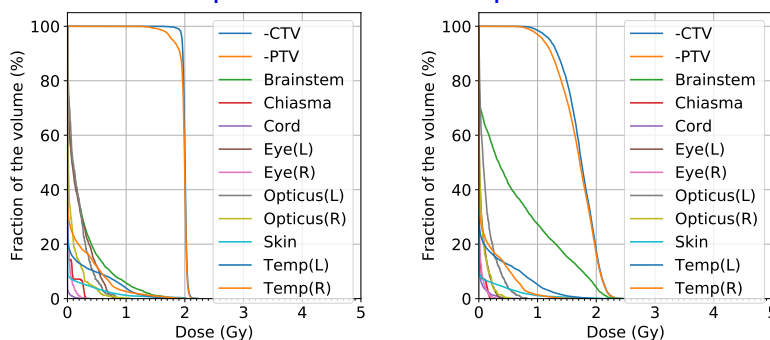 100
80
60
40
20
0
0
1
2
3
4
5
Fraction of the volume (%)
Dose (Gy)
-CTV
-PTV
Brainstem
Chiasma
Cord
Eye(L)
Eye(R)
Opticus(L)
Opticus(R)
Skin
Temp(L)
Temp(R)
100
80
60
40
20
0
0
1
2
3
4
Fraction of the volume (%)
Dose (Gy)
-CTV
-PTV
Brainstem
Chiasma
Cord
Eye(L)
Eye(R)
Opticus(L)
Opticus(R)
Skin
Temp(L)
Temp(R)